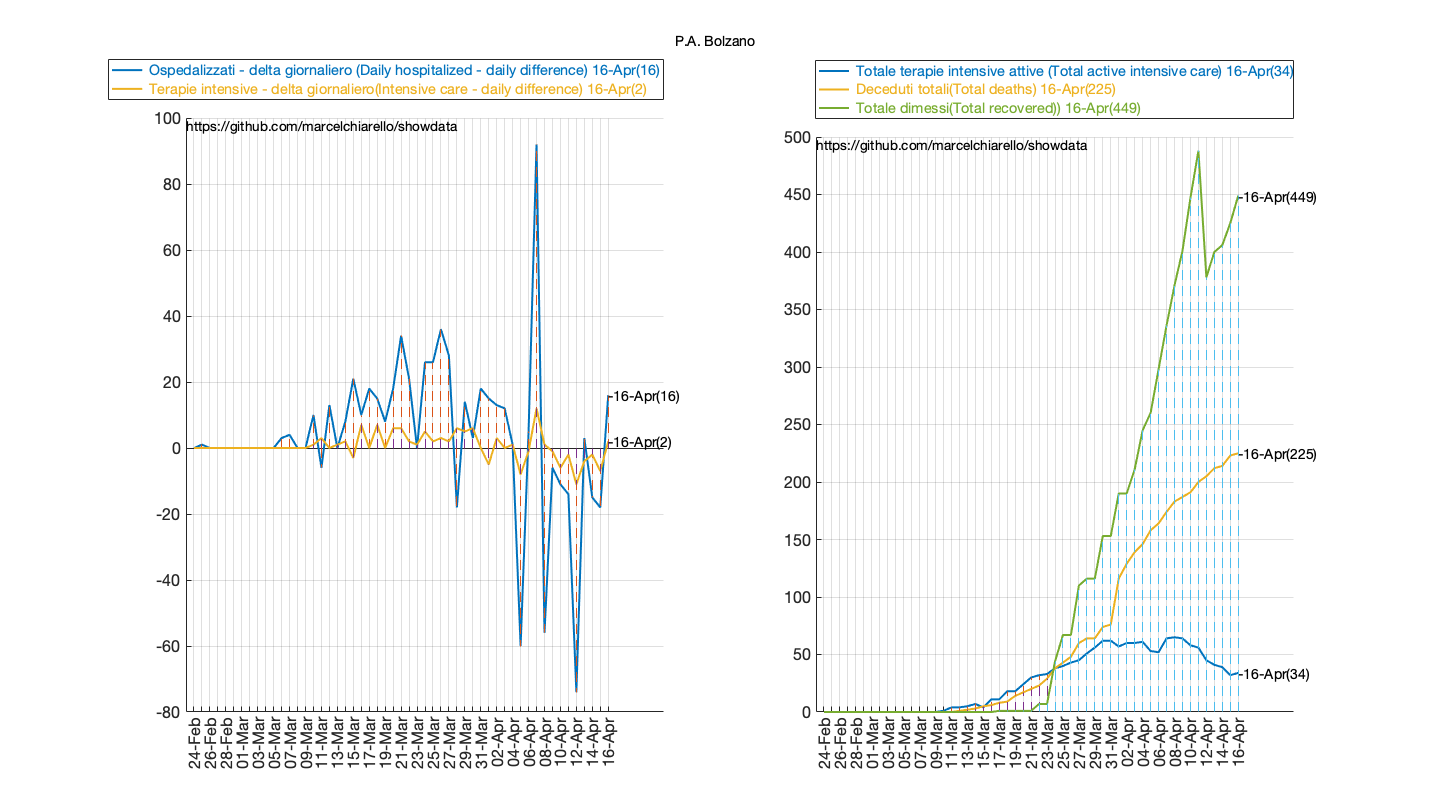 P.A. Bolzano
Ospedalizzati - delta giornaliero (Daily hospitalized - daily difference) 16-Apr(16)
Terapie intensive - delta giornaliero(Intensive care - daily difference) 16-Apr(2)
https://github.com/marcelchiarello/showdata
100
80
60
40
20
0
-20
-40
-60
-80
16-Apr(16)
16-Apr(2)
24-Feb
26-Feb
28-Feb
01-Mar
03-Mar
05-Mar
07-Mar
09-Mar
11-Mar
13-Mar
15-Mar
17-Mar
19-Mar
21-Mar
23-Mar
25-Mar
27-Mar
29-Mar
31-Mar
02-Apr
04-Apr
06-Apr
08-Apr
10-Apr
12-Apr
14-Apr
16-Apr
Totale terapie intensive attive (Total active intensive care) 16-Apr(34)
Deceduti totali(Total deaths) 16-Apr(225)
Totale dimessi(Total recovered)) 16-Apr(449)
https://github.com/marcelchiarello/showdata
500
450
400
350
300
250
200
150
100
50
0
16-Apr(449)
16-Apr(225)
16-Apr(34)
24-Feb
26-Feb
28-Feb
01-Mar
03-Mar
05-Mar
07-Mar
09-Mar
11-Mar
13-Mar
15-Mar
17-Mar
19-Mar
21-Mar
23-Mar
25-Mar
27-Mar
29-Mar
31-Mar
02-Apr
04-Apr
06-Apr
08-Apr
10-Apr
12-Apr
14-Apr
16-Apr